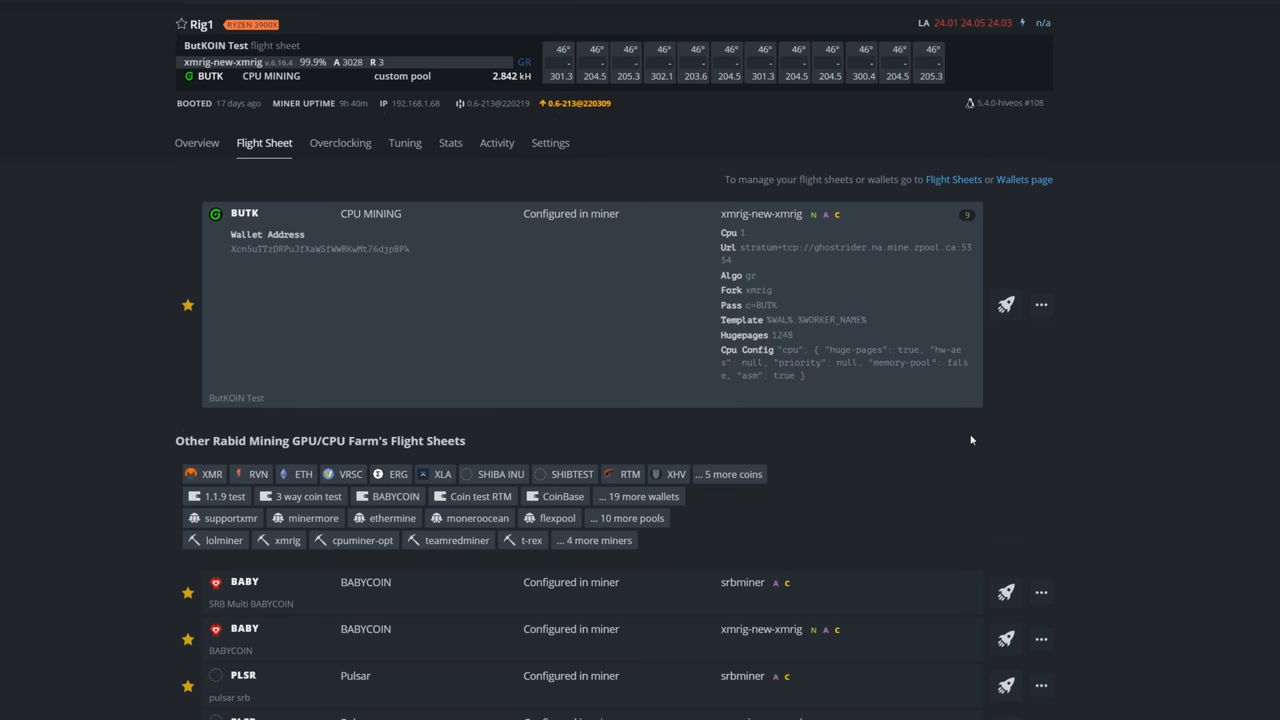 Rig1 RYZEN 3900X LA 24.01 24.05 24.03 n/a
ButKOIN Test flight sheet
46° 46° 46° 46° 46° 46° 46° 46° 46° 46° 46° 46°
xmrig-new-xmrig v.6.16.4 99.9% A 3028 R 3 GR
- - - - - - - - - - - -
BUTK CPU MINING custom pool 2.842 kH
301.3 204.5 205.3 302.1 203.6 204.5 301.3 204.5 204.5 300.4 204.5 205.3
BOOTED 17 days ago MINER UPTIME 9h 40m IP 192.168.1.68 0.6-213@220219 0.6-213@220309 5.4.0-hiveos #108
Overview Flight Sheet Overclocking Tuning Stats Activity Settings
To manage your flight sheets or wallets go to Flight Sheets or Wallets page
BUTK CPU MINING Configured in miner xmrig-new-xmrig N A C 9
Wallet Address
Xcn5uTTzDRPuJfXaWSfWWRKwMt76djpBPk
Cpu 1
Url stratum+tcp://ghostrider.na.mine.zpool.ca:53
54
Algo gr
Fork xmrig
Pass c=BUTK
Template %WAL%.%WORKER_NAME%
Hugepages 1248
Cpu Config "cpu": { "huge-pages": true, "hw-ae
s": null, "priority": null, "memory-pool": fals
e, "asm": true }
ButKOIN Test
Other Rabid Mining GPU/CPU Farm's Flight Sheets
XMR RVN ETH VRSC ERG XLA SHIBA INU SHIBTEST RTM XHV ... 5 more coins
1.1.9 test 3 way coin test BABYCOIN Coin test RTM CoinBase ... 19 more wallets
supportxmr minermore ethermine moneroocean flexpool ... 10 more pools
lolminer xmrig cpuminer-opt teamredminer t-rex ... 4 more miners
BABY BABYCOIN Configured in miner srbminer A C
SRB Multi BABYCOIN
BABY BABYCOIN Configured in miner xmrig-new-xmrig N A C
BABYCOIN
PLSR Pulsar Configured in miner srbminer A C
pulsar srb